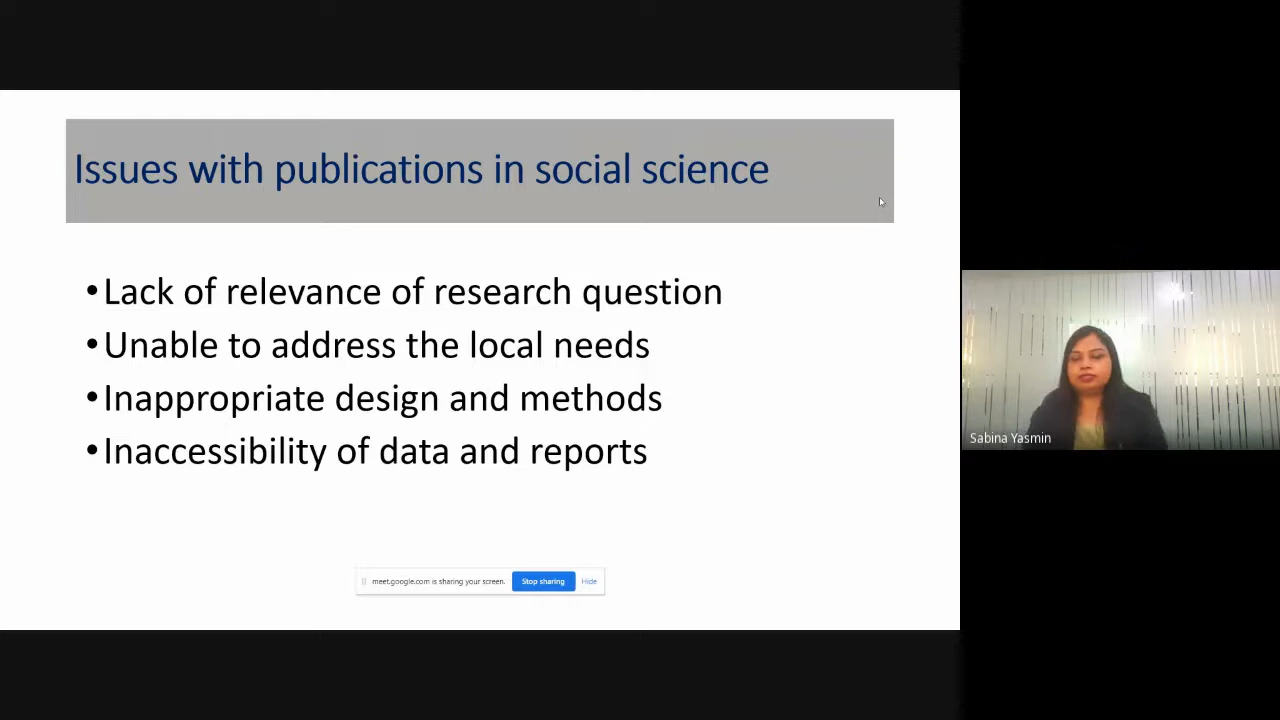 Issues with publications in social science
•Lack of relevance of research question
•Unable to address the local needs
•Inappropriate design and methods
•Inaccessibility of data and reports
meet.google.com is sharing your screen. Stop sharing Hide
Sabina Yasmin